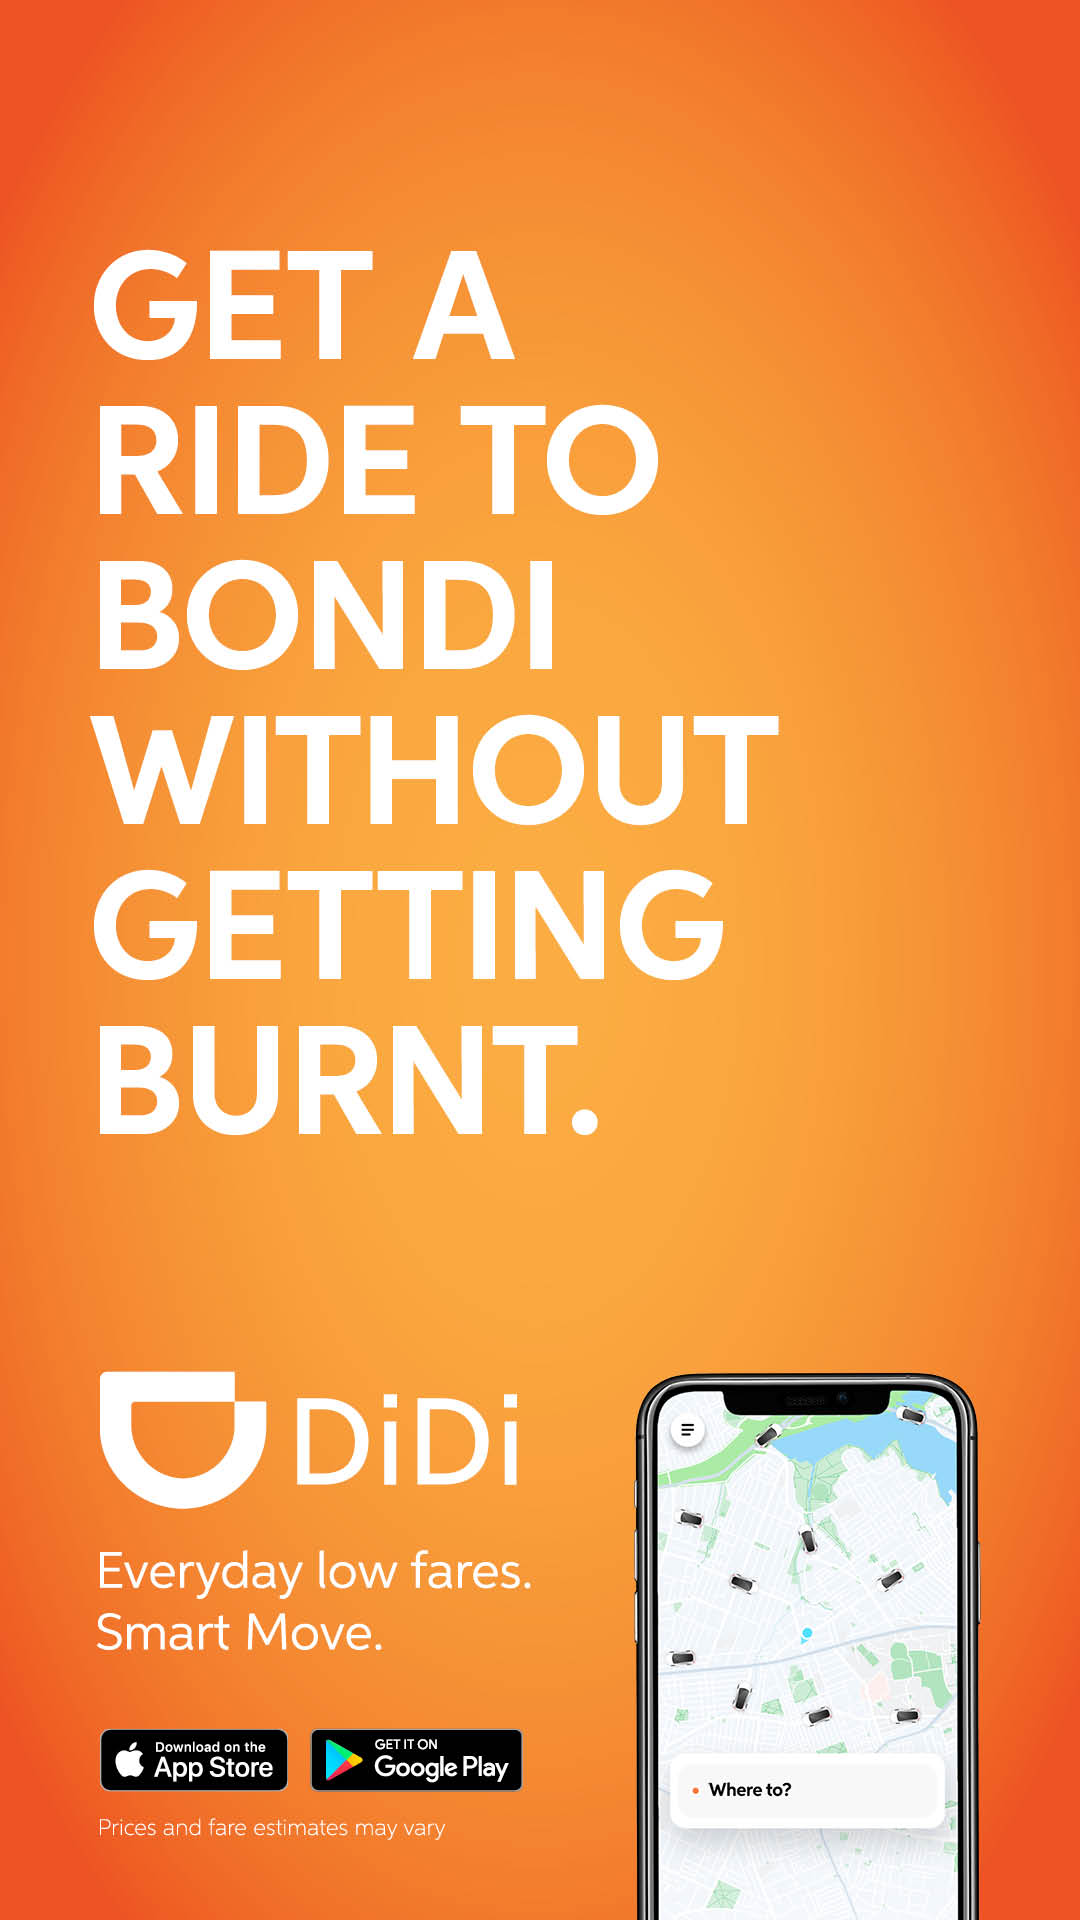 GET A
RIDE TO
BONDI
WITHOUT
GETTING
BURNT.
DiDi
Everyday low fares.
Smart Move.
Download on the
App Store
GET IT ON
Google Play
Prices and fare estimates may vary
Where to?